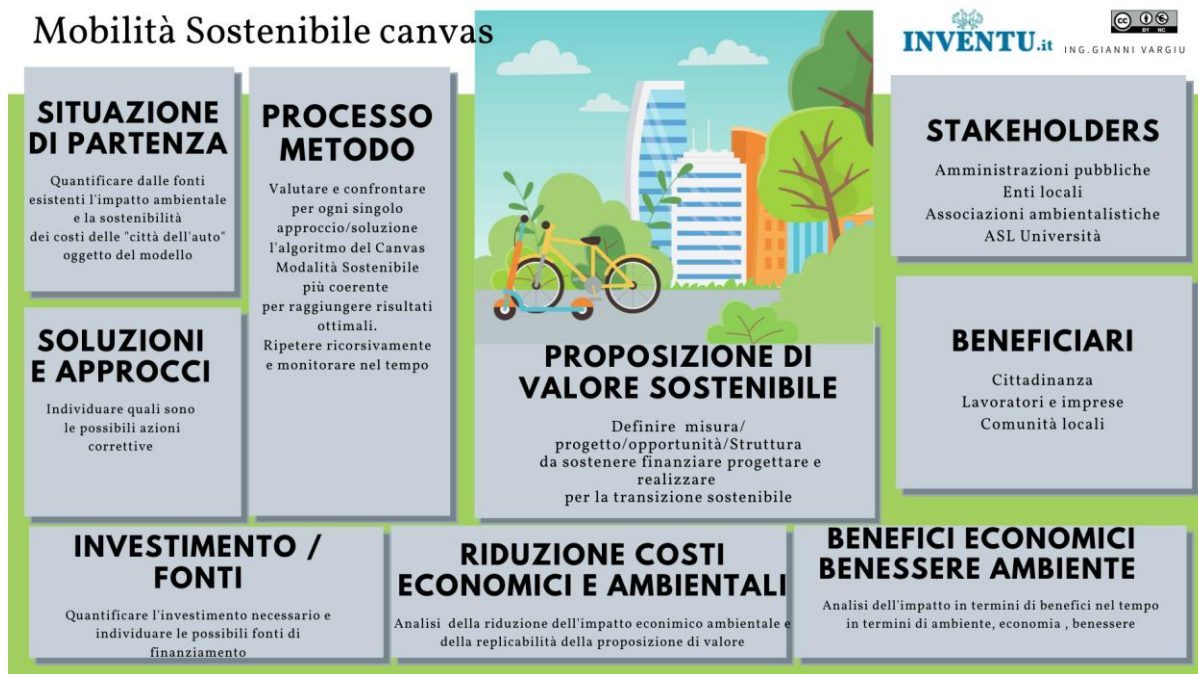 Mobilità Sostenibile canvas
INVENTU.it
ING.GIANNI VARGIU
cc
BY NC
SITUAZIONE
DI PARTENZA
Quantificare dalle fonti
esistenti l'impatto ambientale
e la sostenibilità
dei costi delle "città dell'auto"
oggetto del modello
SOLUZIONI
E APPROCCI
Individuare quali sono
le possibili azioni
correttive
PROCESSO
METODO
Valutare e confrontare
per ogni singolo
approccio/soluzione
l'algoritmo del Canvas
Modalità Sostenibile
più coerente
per raggiungere risultati
ottimali.
Ripetere ricorsivamente
e monitorare nel tempo
PROPOSIZIONE DI
VALORE SOSTENIBILE
Definire misura/
progetto/opportunità/Struttura
da sostenere finanziare progettare e
realizzare
per la transizione sostenibile
STAKEHOLDERS
Amministrazioni pubbliche
Enti locali
Associazioni ambientalistiche
ASL Università
BENEFICIARI
Cittadinanza
Lavoratori e imprese
Comunità locali
INVESTIMENTO /
FONTI
Quantificare l'investimento necessario e
individuare le possibili fonti di
finanziamento
RIDUZIONE COSTI
ECONOMICI E AMBIENTALI
Analisi della riduzione dell'impatto econimico ambientale e
della replicabilità della proposizione di valore
BENEFICI ECONOMICI
BENESSERE AMBIENTE
Analisi dell'impatto in termini di benefici nel tempo
in termini di ambiente, economia , benessere